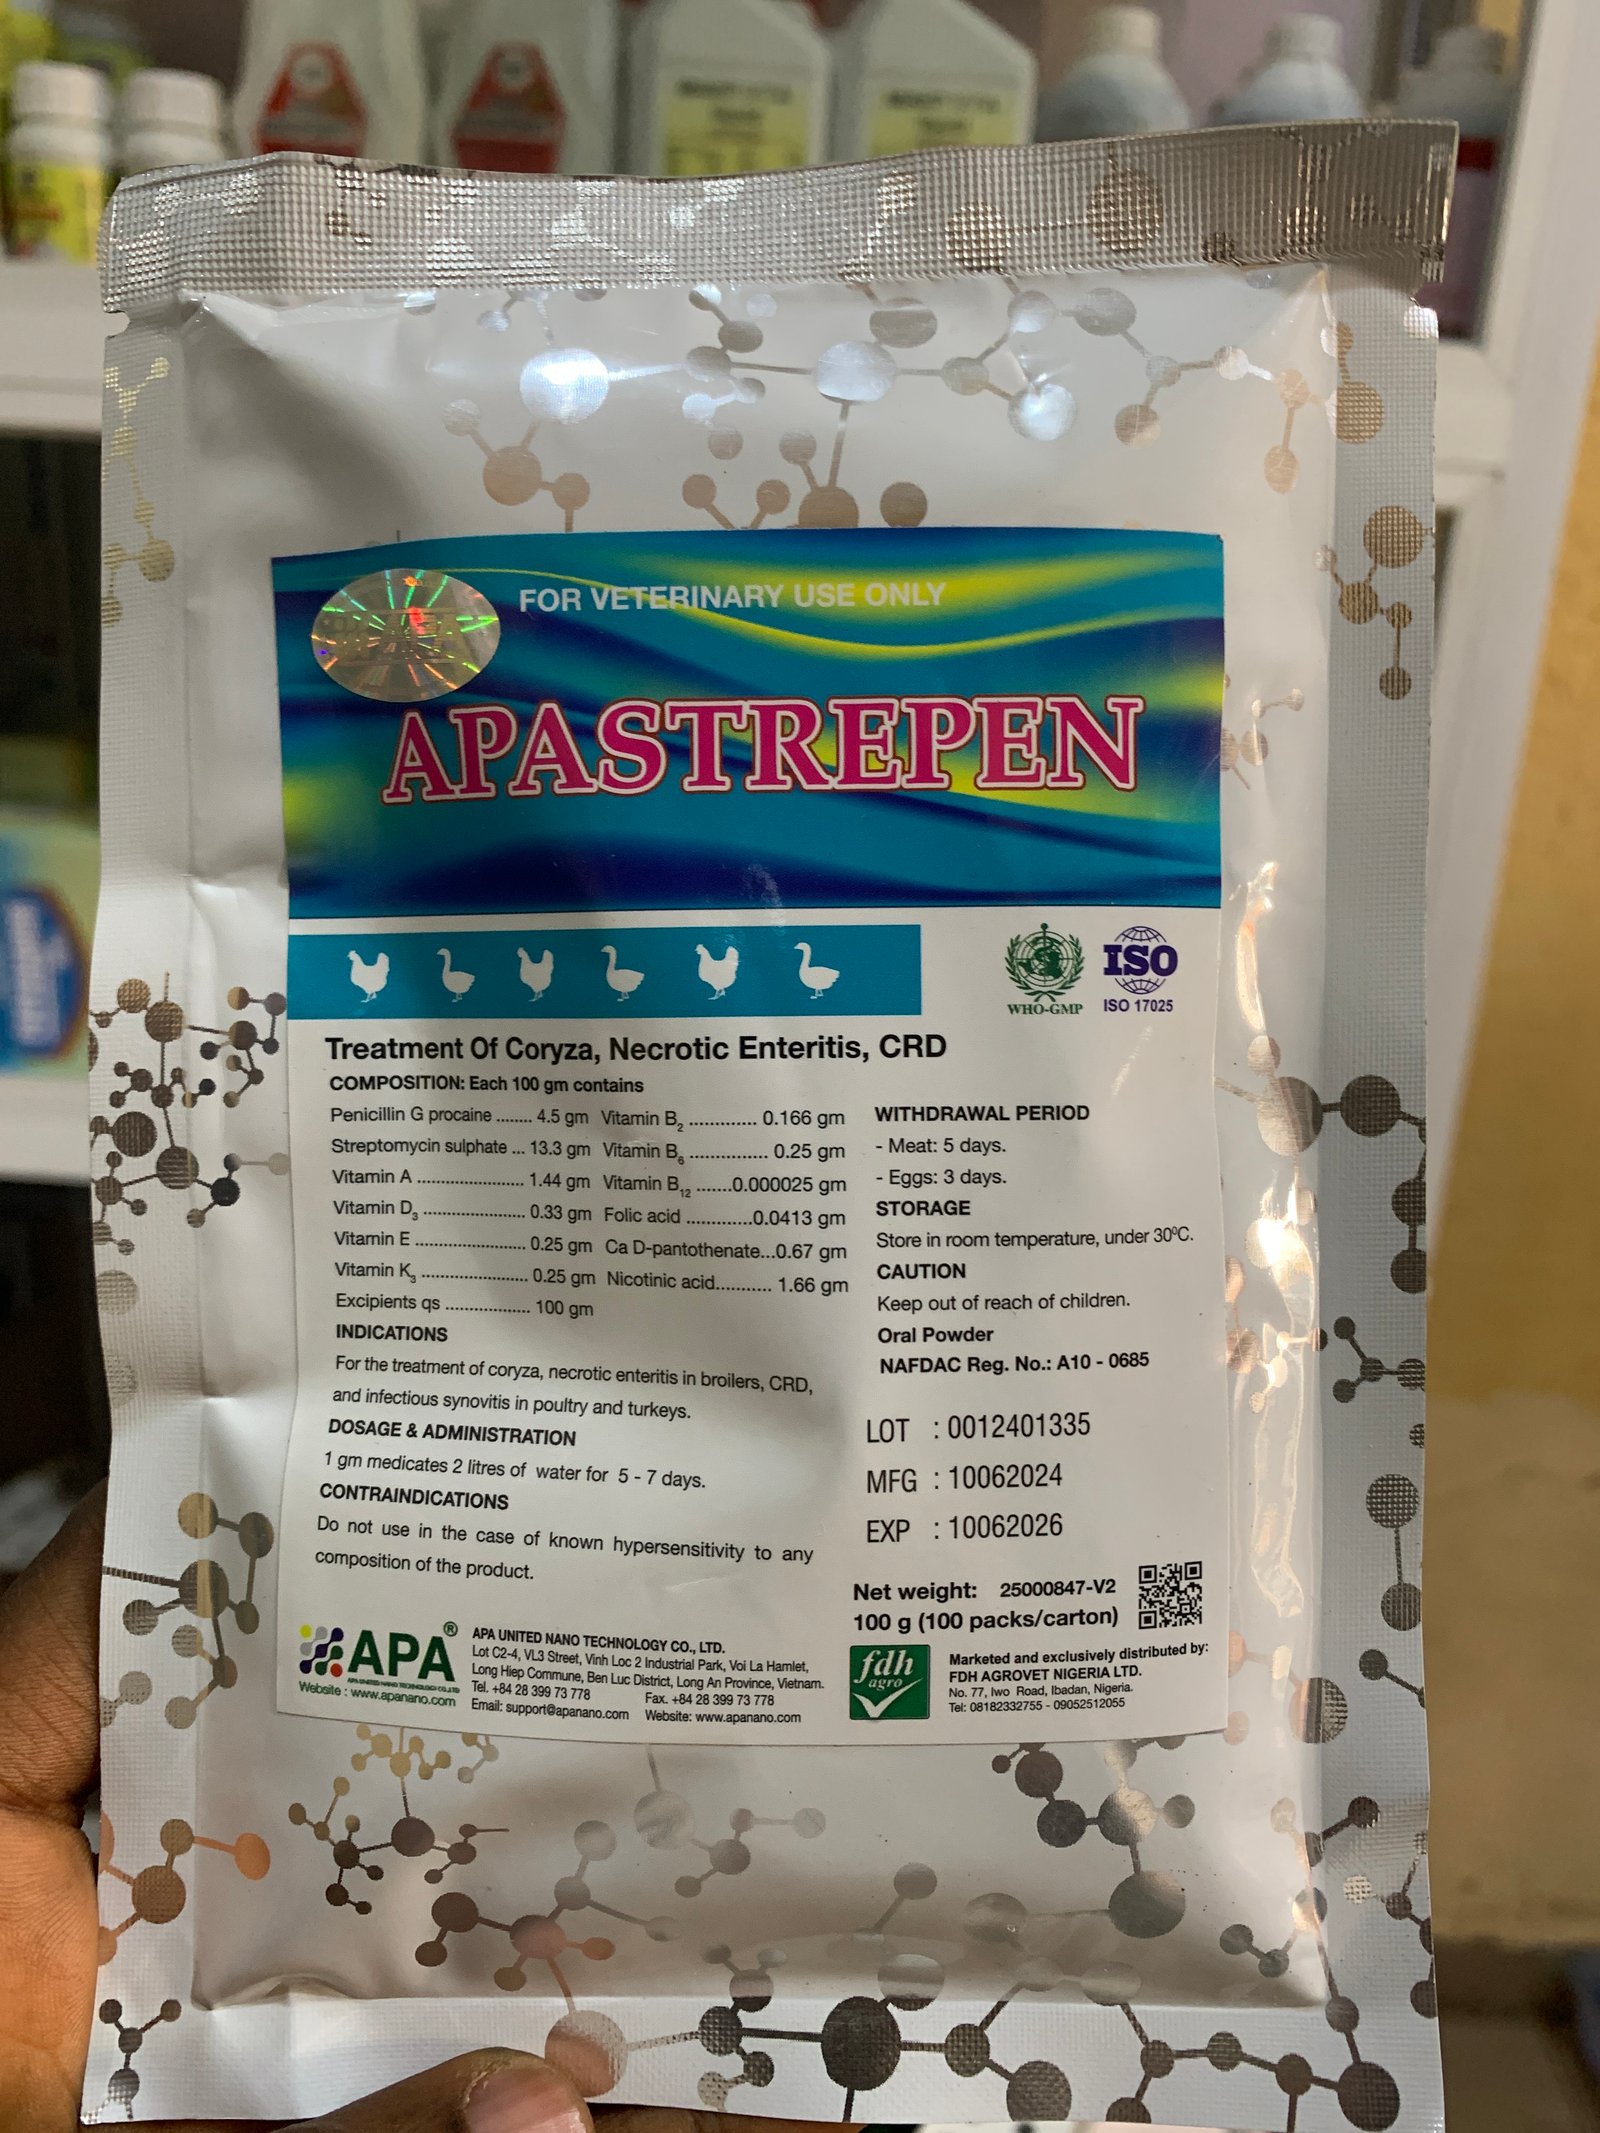 FOR VETERINARY USE ONLY
APASTREPEN
WHO-GMP
ISO
ISO 17025
Treatment Of Coryza, Necrotic Enteritis, CRD
COMPOSITION: Each 100 gm contains
Penicillin G procaine ........ 4.5 gm
Streptomycin sulphate ... 13.3 gm
Vitamin A ........................ 1.44 gm
Vitamin D3 ....................... 0.33 gm
Vitamin E ......................... 0.25 gm
Vitamin K3 ........................ 0.25 gm
Excipients qs ................... 100 gm
Vitamin B2 .............. 0.166 gm
Vitamin B6 ................ 0.25 gm
Vitamin B12 .......0.000025 gm
Folic acid .............0.0413 gm
Ca D-pantothenate...0.67 gm
Nicotinic acid........... 1.66 gm
INDICATIONS
For the treatment of coryza, necrotic enteritis in broilers, CRD,
and infectious synovitis in poultry and turkeys.
DOSAGE & ADMINISTRATION
1 gm medicates 2 litres of water for 5 - 7 days.
CONTRAINDICATIONS
Do not use in the case of known hypersensitivity to any
composition of the product.
WITHDRAWAL PERIOD
- Meat: 5 days.
- Eggs: 3 days.
STORAGE
Store in room temperature, under 30ºC.
CAUTION
Keep out of reach of children.
Oral Powder
NAFDAC Reg. No.: A10 - 0685
LOT : 0012401335
MFG : 10062024
EXP : 10062026
Net weight: 25000847-V2
100 g (100 packs/carton)
APA®
APA UNITED NANO TECHNOLOGY CO.,LTD
Website : www.apanano.com
APA UNITED NANO TECHNOLOGY CO., LTD.
Lot C2-4, VL3 Street, Vinh Loc 2 Industrial Park, Voi La Hamlet,
Long Hiep Commune, Ben Luc District, Long An Province, Vietnam.
Tel. +84 28 399 73 778 Fax. +84 28 399 73 778
Email: support@apanano.com Website: www.apanano.com
fdh
agro
Marketed and exclusively distributed by:
FDH AGROVET NIGERIA LTD.
No. 77, Iwo Road, Ibadan, Nigeria.
Tel: 08182332755 - 09052512055